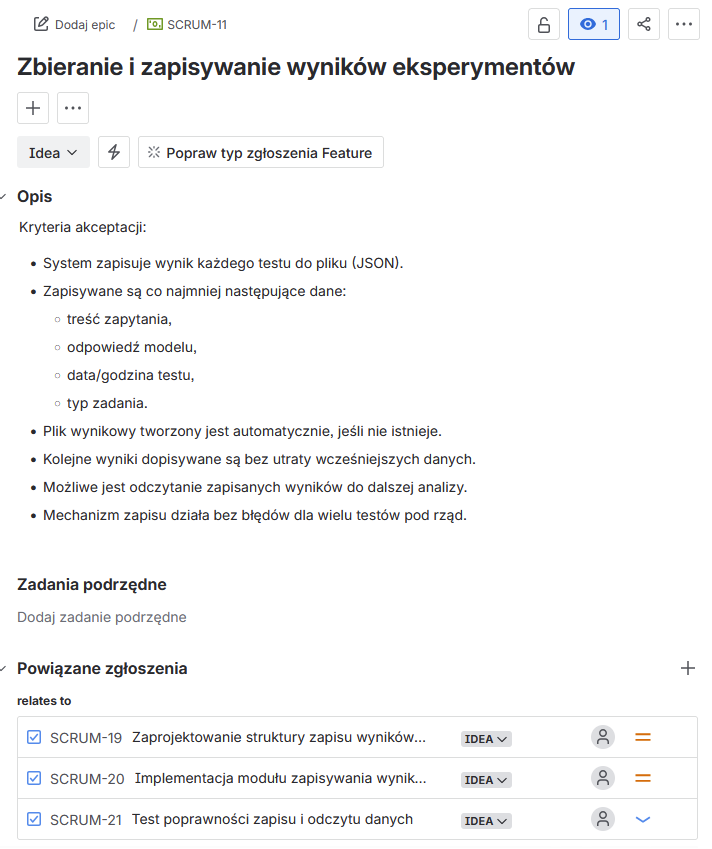 Dodaj epic / SCRUM-11
1
Zbieranie i zapisywanie wyników eksperymentów
Idea
Popraw typ zgłoszenia Feature
Opis
Kryteria akceptacji:
• System zapisuje wynik każdego testu do pliku (JSON).
• Zapisywane są co najmniej następujące dane:
○ treść zapytania,
○ odpowiedź modelu,
○ data/godzina testu,
○ typ zadania.
• Plik wynikowy tworzony jest automatycznie, jeśli nie istnieje.
• Kolejne wyniki dopisywane są bez utraty wcześniejszych danych.
• Możliwe jest odczytanie zapisanych wyników do dalszej analizy.
• Mechanizm zapisu działa bez błędów dla wielu testów pod rząd.
Zadania podrzędne
Dodaj zadanie podrzędne
Powiązane zgłoszenia
relates to
SCRUM-19 Zaprojektowanie struktury zapisu wyników... IDEA
SCRUM-20 Implementacja modułu zapisywania wynik... IDEA
SCRUM-21 Test poprawności zapisu i odczytu danych IDEA